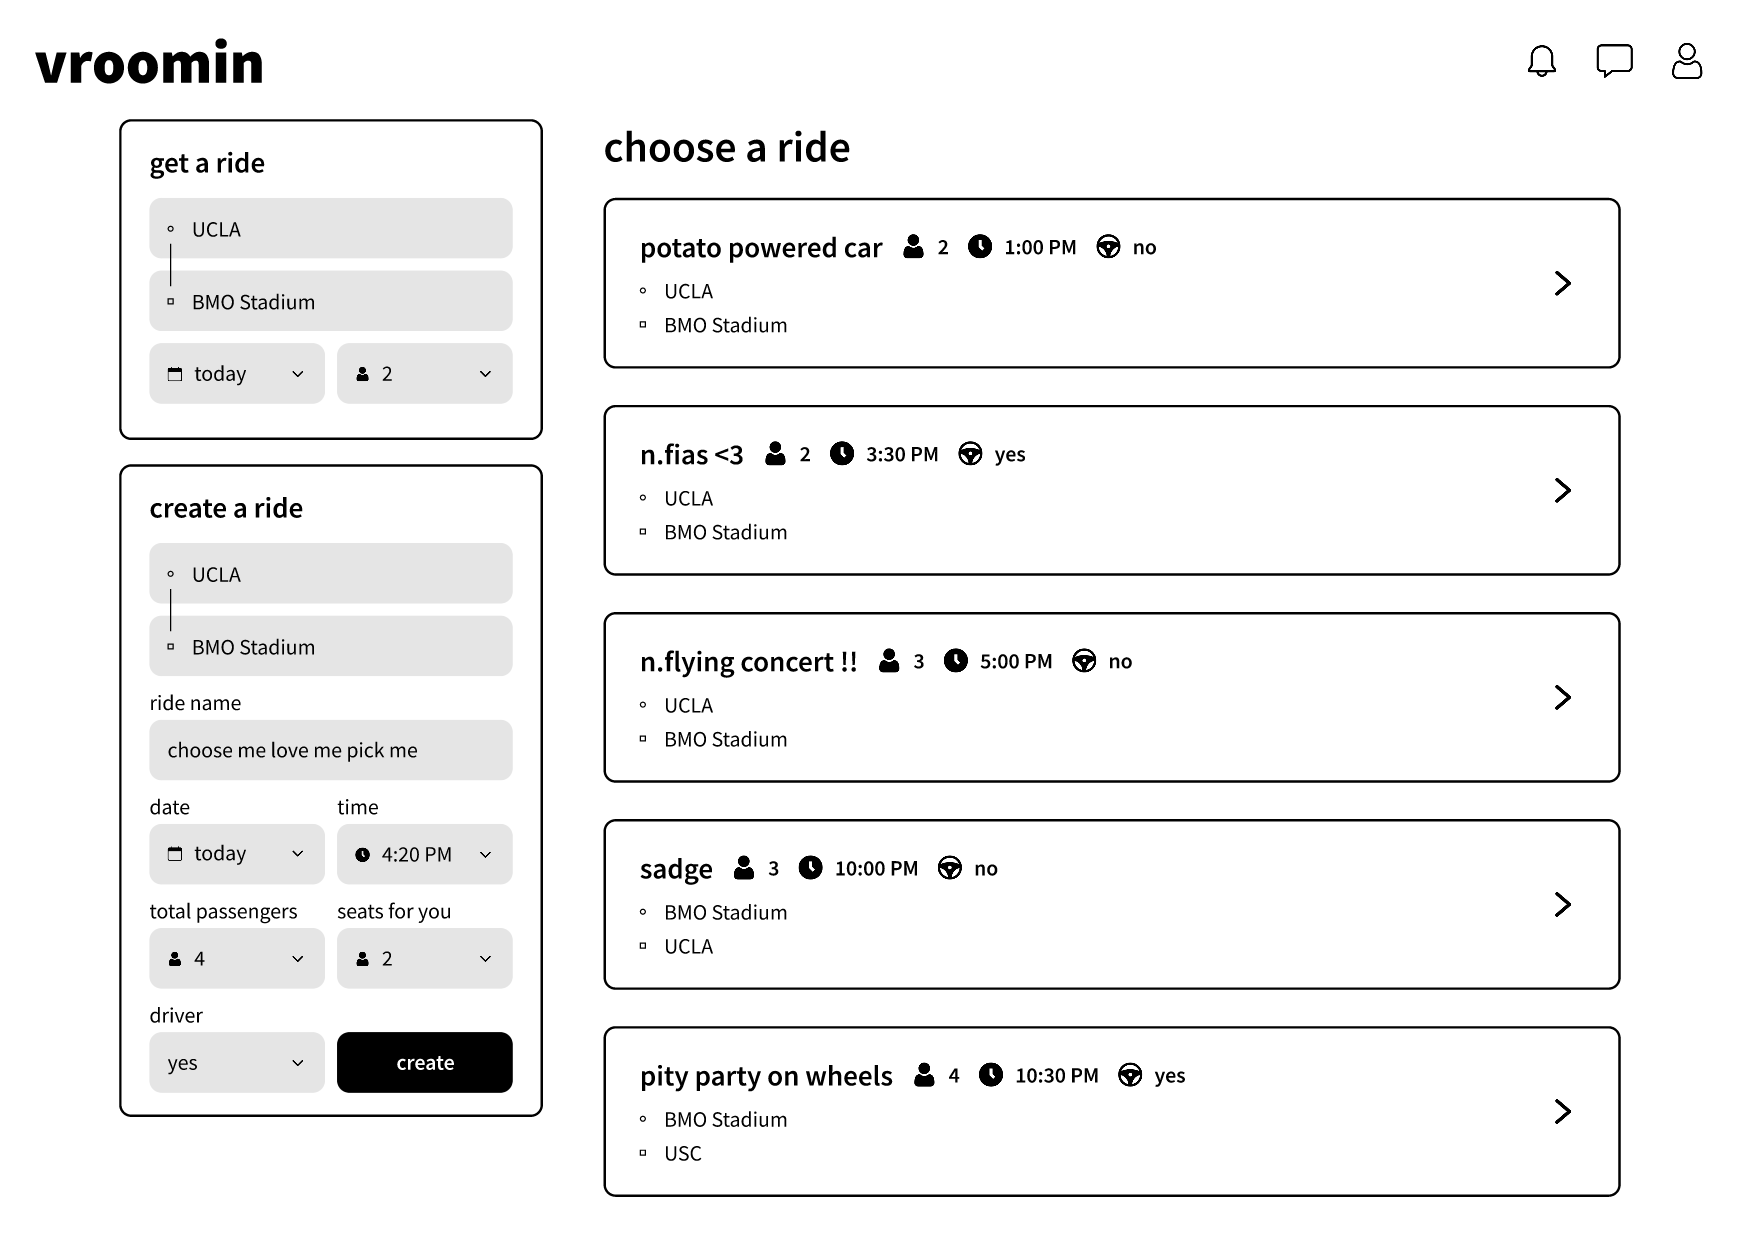 vroomin
get a ride
UCLA
BMO Stadium
today 2
create a ride
UCLA
BMO Stadium
ride name
choose me love me pick me
date time
today 4:20 PM
total passengers seats for you
4 2
driver
yes create
choose a ride
potato powered car 2 1:00 PM no
UCLA
BMO Stadium
n.fias <3 2 3:30 PM yes
UCLA
BMO Stadium
n.flying concert !! 3 5:00 PM no
UCLA
BMO Stadium
sadge 3 10:00 PM no
BMO Stadium
UCLA
pity party on wheels 4 10:30 PM yes
BMO Stadium
USC